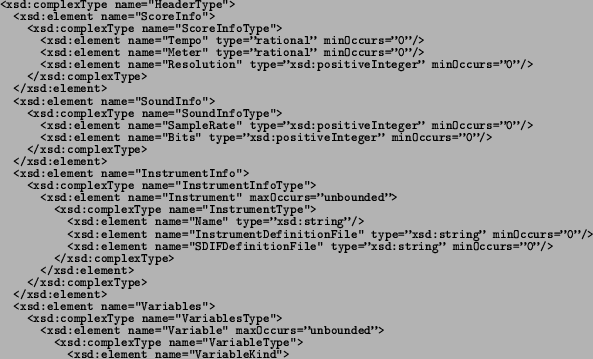 <xsd:complexType name="HeaderType">
<xsd:element name="ScoreInfo">
<xsd:complexType name="ScoreInfoType">
<xsd:element name="Tempo" type=”rational” minOccurs=”0”/>
<xsd:element name="Meter" type=”rational” minOccurs=”0”/>
<xsd:element name="Resolution" type=”xsd:positiveInteger” minOccurs=”0”/>
</xsd:complexType>
</xsd:element>
<xsd:element name="SoundInfo">
<xsd:complexType name="SoundInfoType">
<xsd:element name="SampleRate" type=”xsd:positiveInteger” minOccurs=”0”/>
<xsd:element name="Bits" type=”xsd:positiveInteger” minOccurs=”0”/>
</xsd:complexType>
</xsd:element>
<xsd:element name="InstrumentInfo">
<xsd:complexType name="InstrumentInfoType">
<xsd:element name="Instrument" maxOccurs=”unbounded”>
<xsd:complexType name="InstrumentType">
<xsd:element name="Name" type=”xsd:string”/>
<xsd:element name="InstrumentDefinitionFile" type=”xsd:string” minOccurs=”0”/>
<xsd:element name="SDIFDefinitionFile" type=”xsd:string” minOccurs=”0”/>
</xsd:complexType>
</xsd:element>
</xsd:complexType>
</xsd:element>
<xsd:element name="Variables">
<xsd:complexType name="VariablesType">
<xsd:element name="Variable" maxOccurs=”unbounded”>
<xsd:complexType name="VariableType">
<xsd:element name="VariableKind">